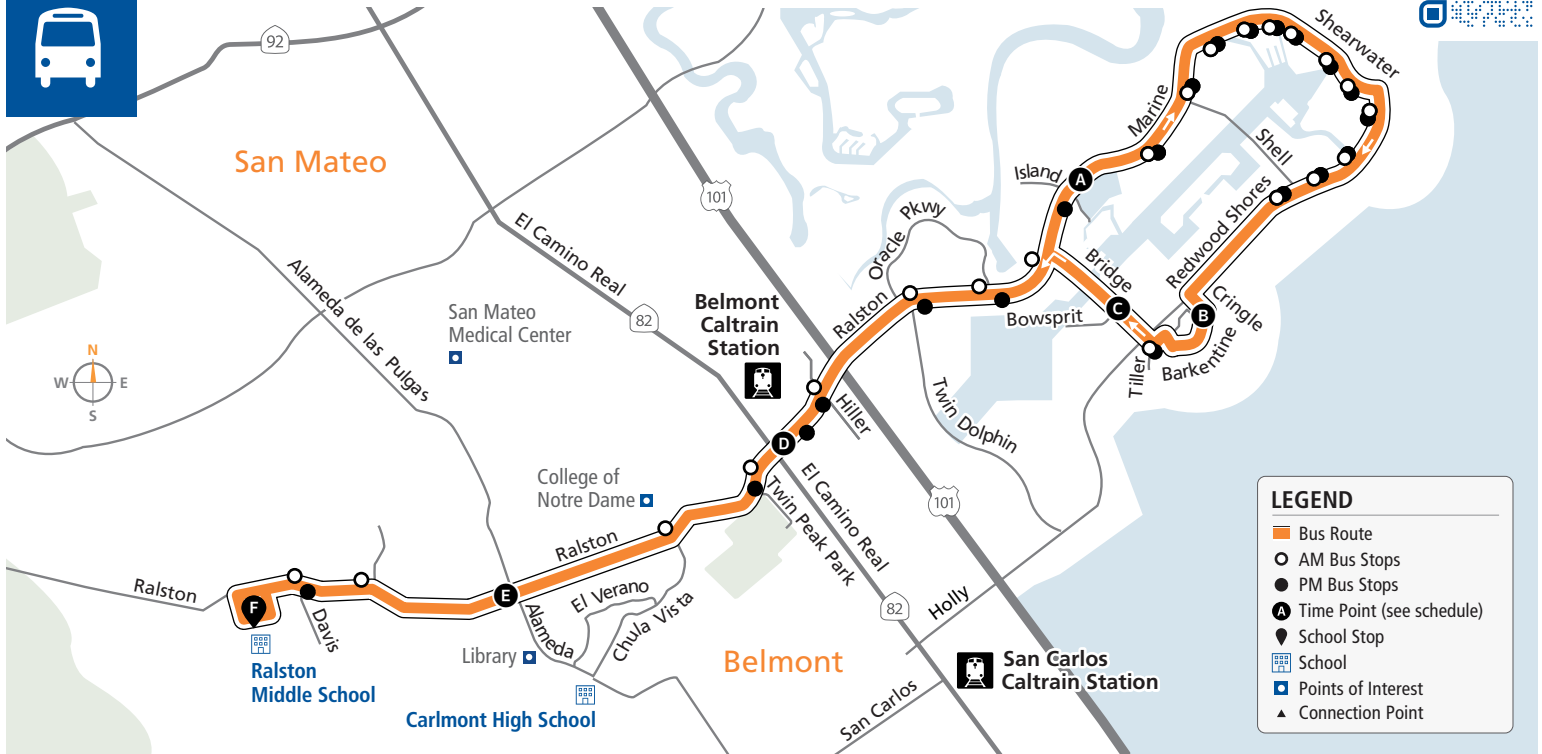 92
San Mateo
101
El Camino Real
82
Alameda de las Pulgas
San Mateo
Medical Center
N
W
E
S
Belmont
Caltrain
Station
Shearwater
Marine
Shell
Island
A
Oracle
Pkwy
Redwood Shores
Bridge
Cringle
C
B
Bowsprit
Barkentine
Tiller
Ralston
Twin Dolphin
Hiller
D
El Camino Real
Twin Peak Park
101
College of
Notre Dame
Ralston
E
El Verano
Chula Vista
Alameda
Library
Ralston
F
Davis
Ralston
Middle School
Carlmont High School
Belmont
82
Holly
San Carlos
San Carlos
Caltrain Station
LEGEND
Bus Route
AM Bus Stops
PM Bus Stops
A Time Point (see schedule)
School Stop
School
Points of Interest
Connection Point